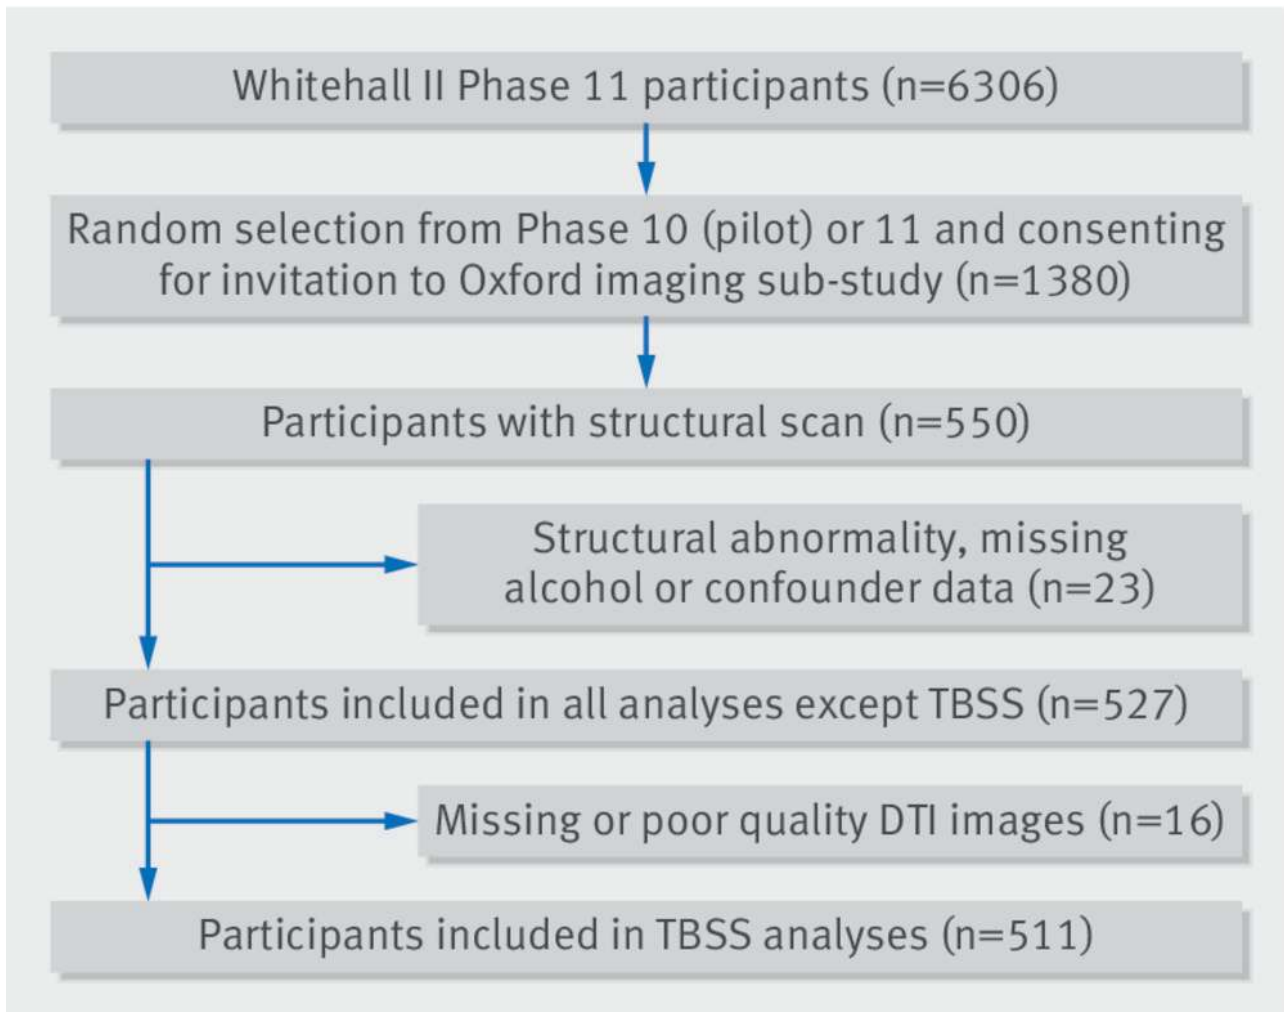 Whitehall II Phase 11 participants (n=6306)
Random selection from Phase 10 (pilot) or 11 and consenting
for invitation to Oxford imaging sub-study (n=1380)
Participants with structural scan (n=550)
Structural abnormality, missing
alcohol or confounder data (n=23)
Participants included in all analyses except TBSS (n=527)
Missing or poor quality DTI images (n=16)
Participants included in TBSS analyses (n=511)